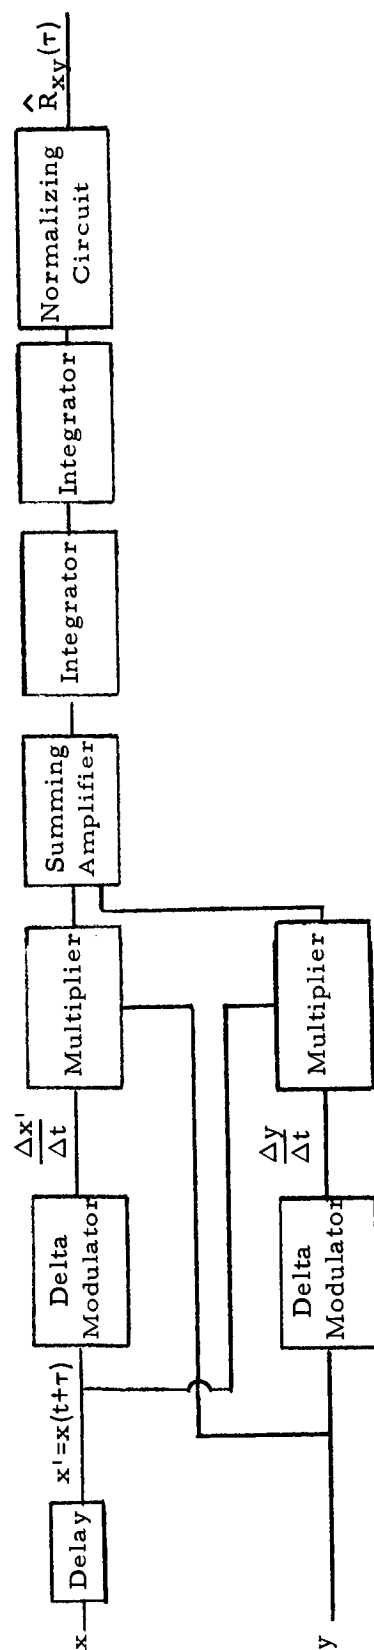 x
Delay
x'=x(t+τ)
Delta
Modulator
Δx'
Δt
Multiplier
Summing
Amplifier
Integrator
Integrator
Normalizing
Circuit
R̂xy(τ)
y
Delta
Modulator
Δy
Δt
Multiplier